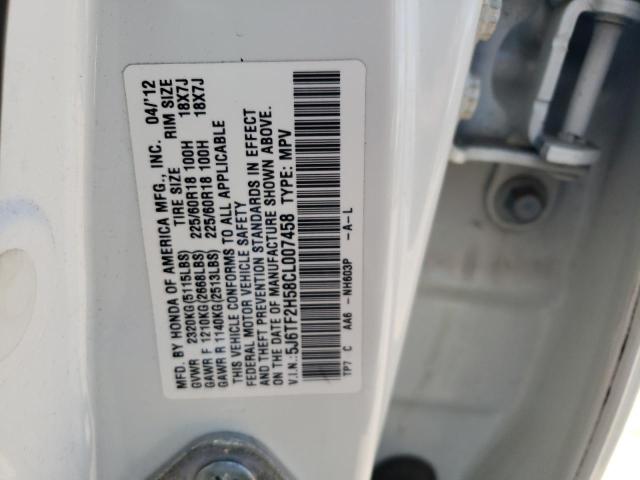 MFD. BY HONDA OF AMERICA MFG., INC. 04/'12
TIRE SIZE RIM SIZE
GVWR 2320KG(5115LBS)
GAWR F 1210KG(2668LBS) 225/60R18 100H 18X7J
GAWR R 1140KG(2513LBS) 225/60R18 100H 18X7J
THIS VEHICLE CONFORMS TO ALL APPLICABLE
FEDERAL MOTOR VEHICLE SAFETY
AND THEFT PREVENTION STANDARDS IN EFFECT
ON THE DATE OF MANUFACTURE SHOWN ABOVE.
V.I.N.: 5J6TF2H58CL007458 TYPE: MPV
TP7 C AA6 -NH603P -A-L